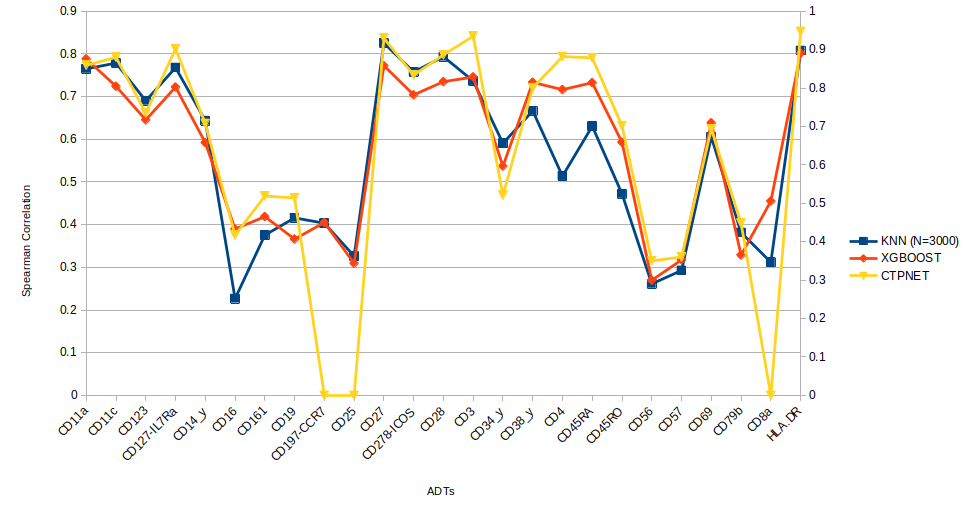 0.9
0.8
0.7
0.6
0.5
0.4
0.3
0.2
0.1
0
1
0.9
0.8
0.7
0.6
0.5
0.4
0.3
0.2
0.1
0
Spearman Correlation
KNN (N=3000)
XGBOOST
CTPNET
CD11a
CD11c
CD123
CD127-IL7Ra
CD14_y
CD16
CD161
CD19
CD197-CCR7
CD25
CD27
CD278-ICOS
CD28
CD3
CD34_y
CD38_y
CD4
CD45RA
CD45RO
CD56
CD57
CD69
CD79b
CD8a
HLA.DR
ADTs